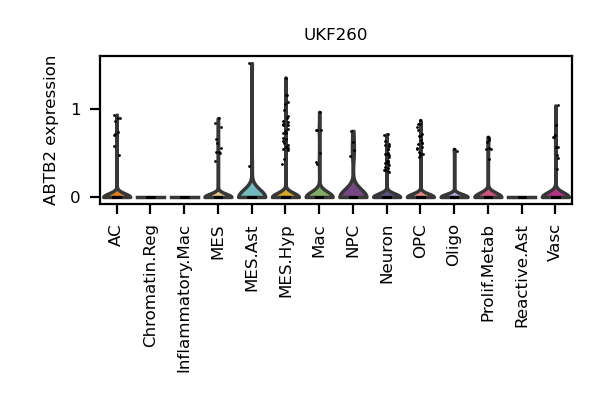 UKF260
ABTB2 expression
1
0
AC
Chromatin.Reg
Inflammatory.Mac
MES
MES.Ast
MES.Hyp
Mac
NPC
Neuron
OPC
Oligo
Prolif.Metab
Reactive.Ast
Vasc